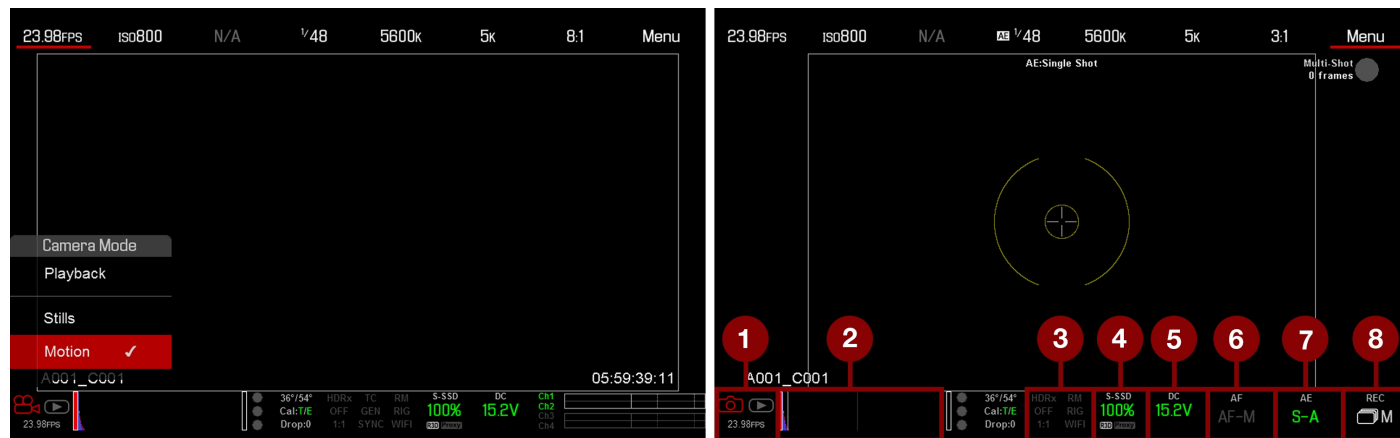 23.98FPS ISO800 N/A 1/48 5600K 5K 8:1 Menu
Camera Mode
Playback
Stills
Motion
A001_C001 05:59:39:11
23.98FPS
36°/54° HDRx TC RM S-SSD DC Ch1
Cal:T/E OFF GEN RIG 100% 15.2V Ch2
Drop:0 1:1 SYNC WIFI R3D Proxy Ch3
Ch4
23.98FPS ISO800 N/A AE 1/48 5600K 5K 3:1 Menu
AE:Single Shot
Multi-Shot
0 frames
1 2 3 4 5 6 7 8
A001_C001
23.98FPS
36°/54° HDRx RM S-SSD DC AF AE REC
Cal:T/E OFF RIG 100% 15.2V AF-M S-A M
Drop:0 1:1 WIFI R3D Proxy